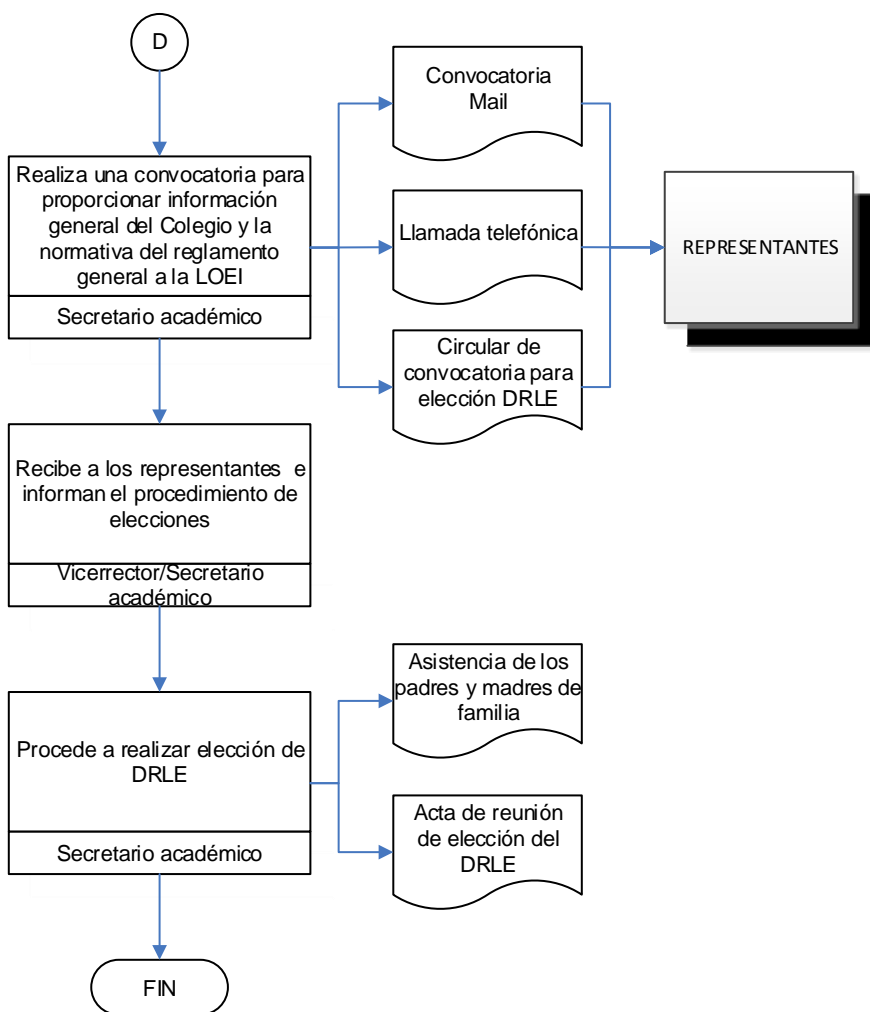 D
Realiza una convocatoria para
proporcionar información
general del Colegio y la
normativa del reglamento
general a la LOEI
Secretario académico
Convocatoria
Mail
Llamada telefónica
Circular de
convocatoria para
elección DRLE
REPRESENTANTES
Recibe a los representantes e
informan el procedimiento de
elecciones
Vicerrector/Secretario
académico
Procede a realizar elección de
DRLE
Secretario académico
Asistencia de los
padres y madres de
familia
Acta de reunión
de elección del
DRLE
FIN